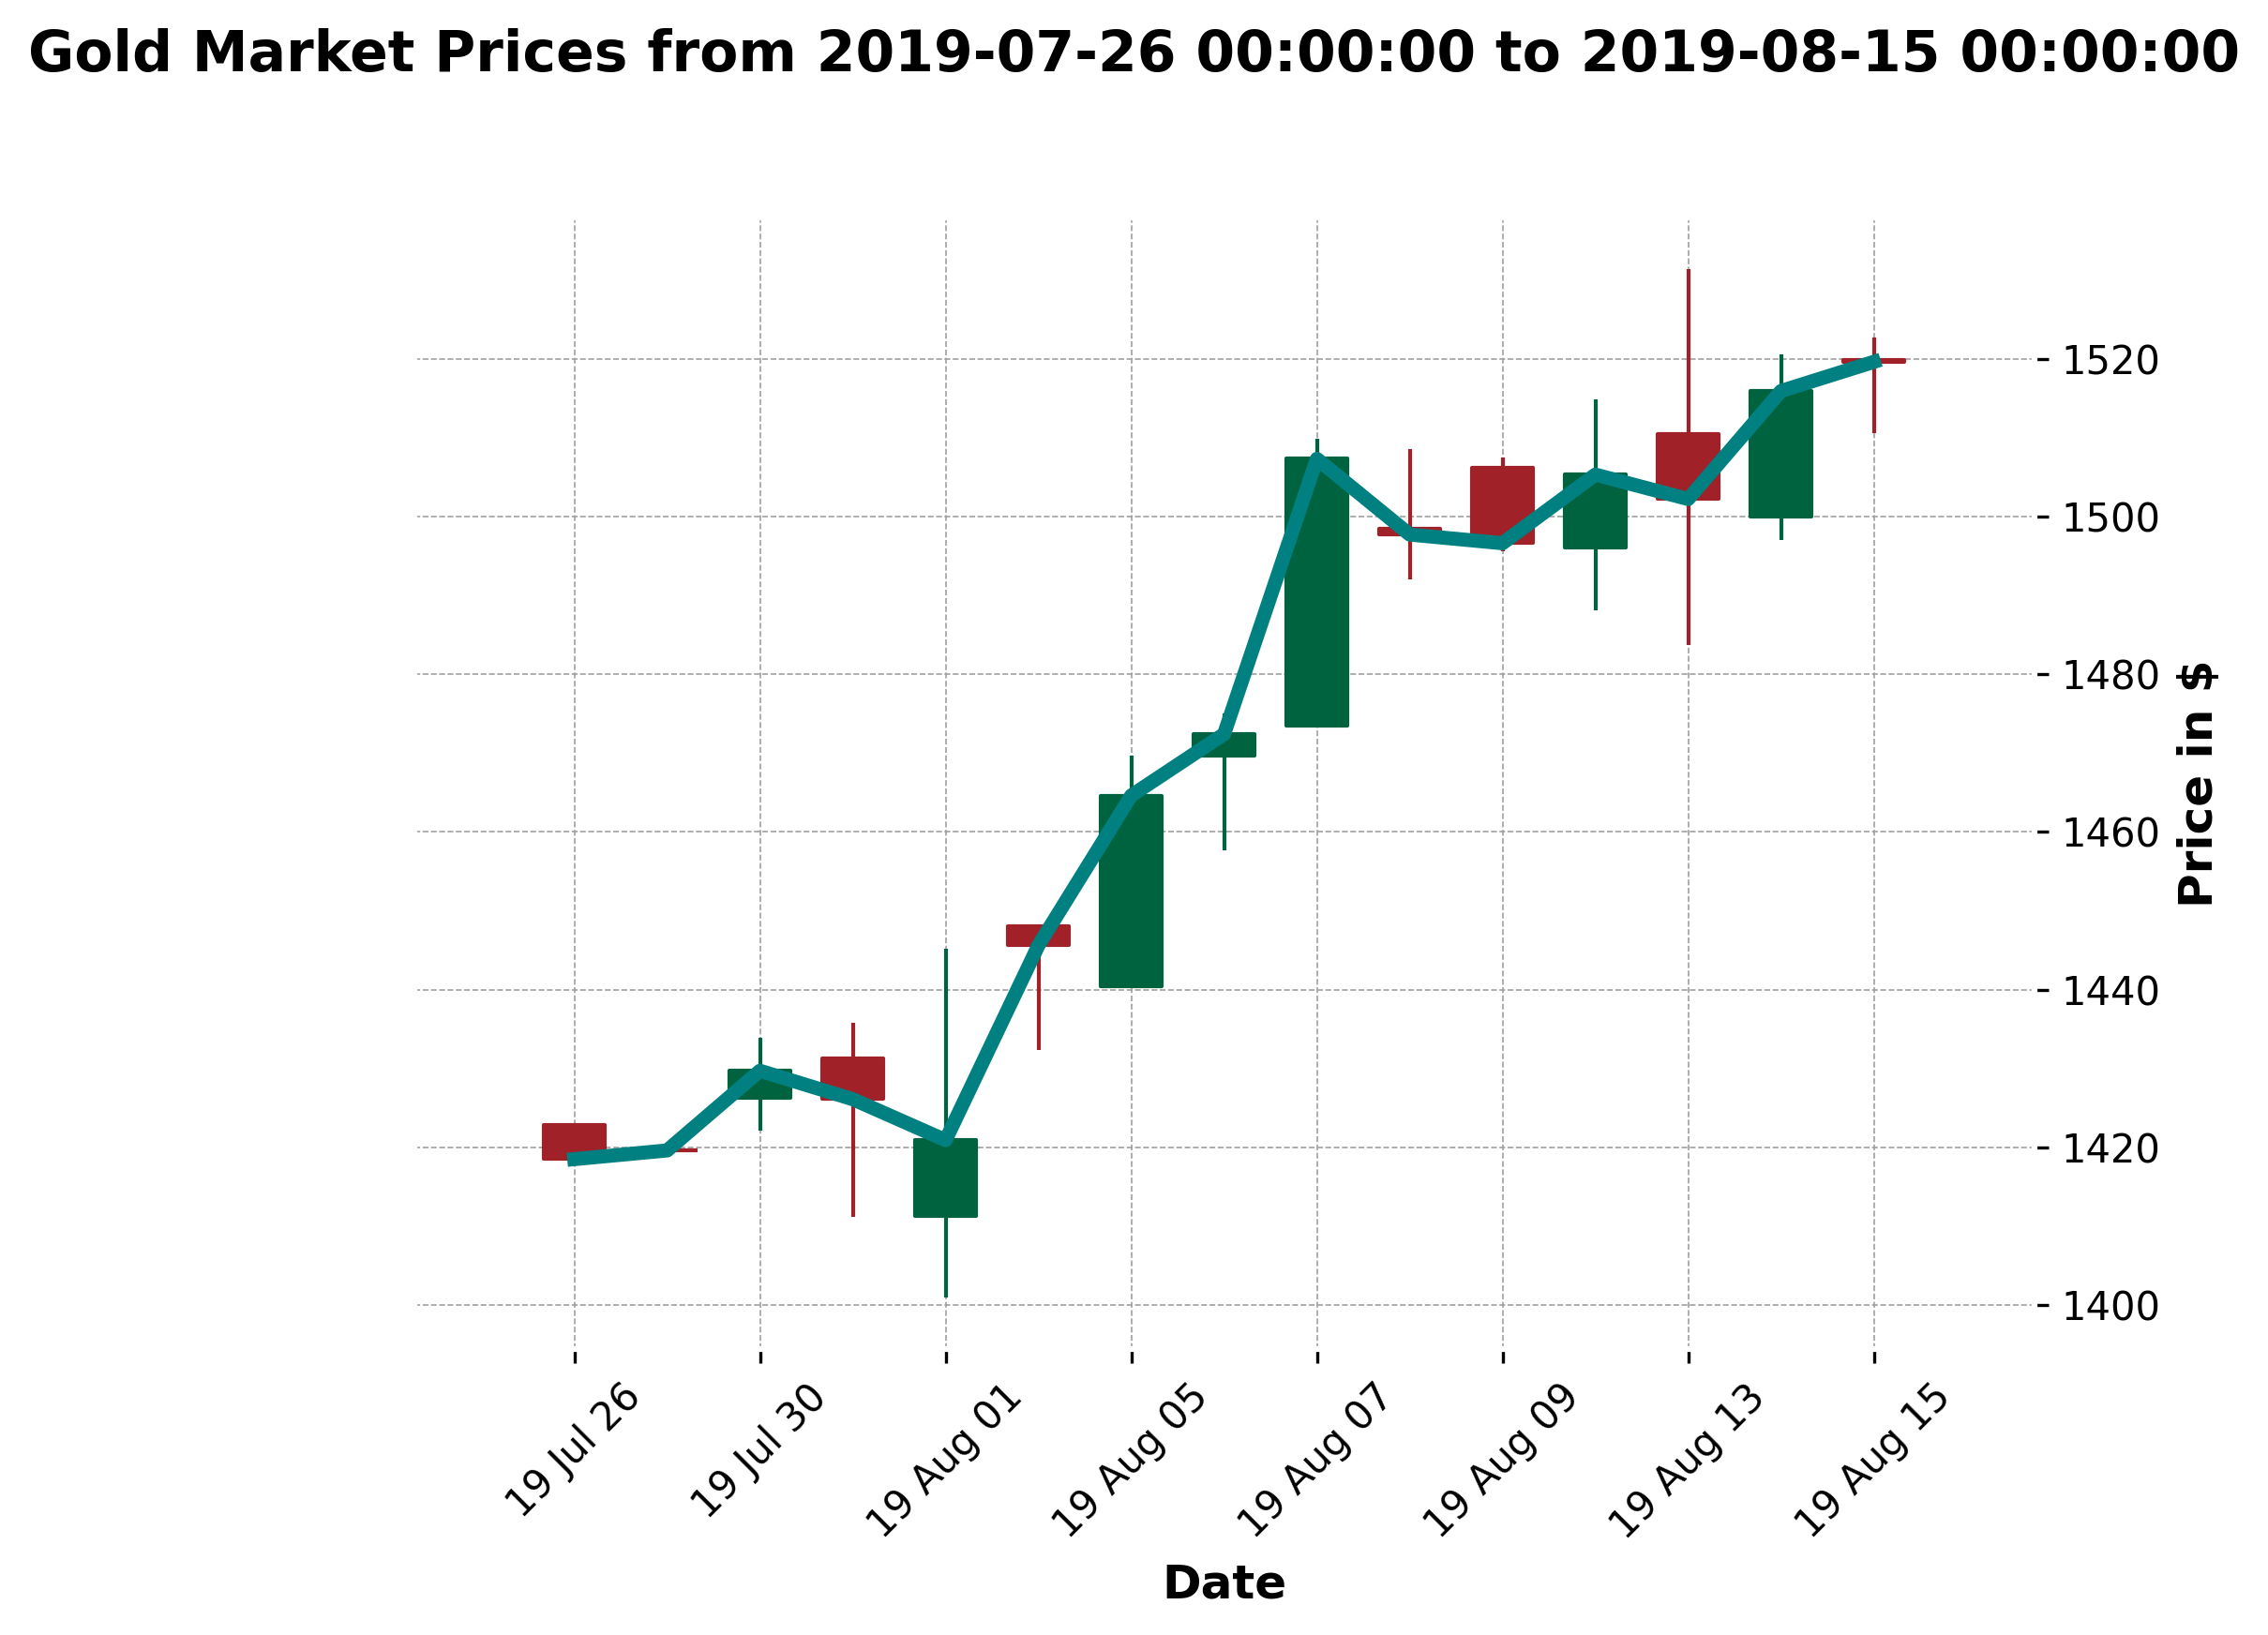 Gold Market Prices from 2019-07-26 00:00:00 to 2019-08-15 00:00:00
1520
1500
1480
1460
1440
1420
1400
Price in $
19 Jul 26
19 Jul 30
19 Aug 01
19 Aug 05
19 Aug 07
19 Aug 09
19 Aug 13
19 Aug 15
Date